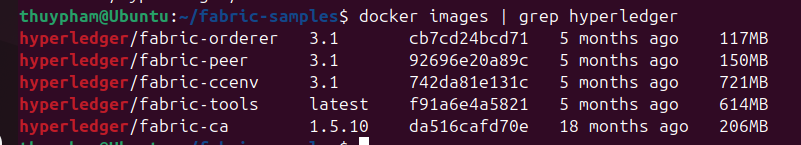 thuypham@Ubuntu:~/fabric-samples$ docker images | grep hyperledger
hyperledger/fabric-orderer   3.1       cb7cd24bcd71   5 months ago    117MB
hyperledger/fabric-peer      3.1       92696e20a89c   5 months ago    150MB
hyperledger/fabric-ccenv     3.1       742da81e131c   5 months ago    721MB
hyperledger/fabric-tools     latest    f91a6e4a5821   5 months ago    614MB
hyperledger/fabric-ca        1.5.10    da516cafd70e   18 months ago   206MB